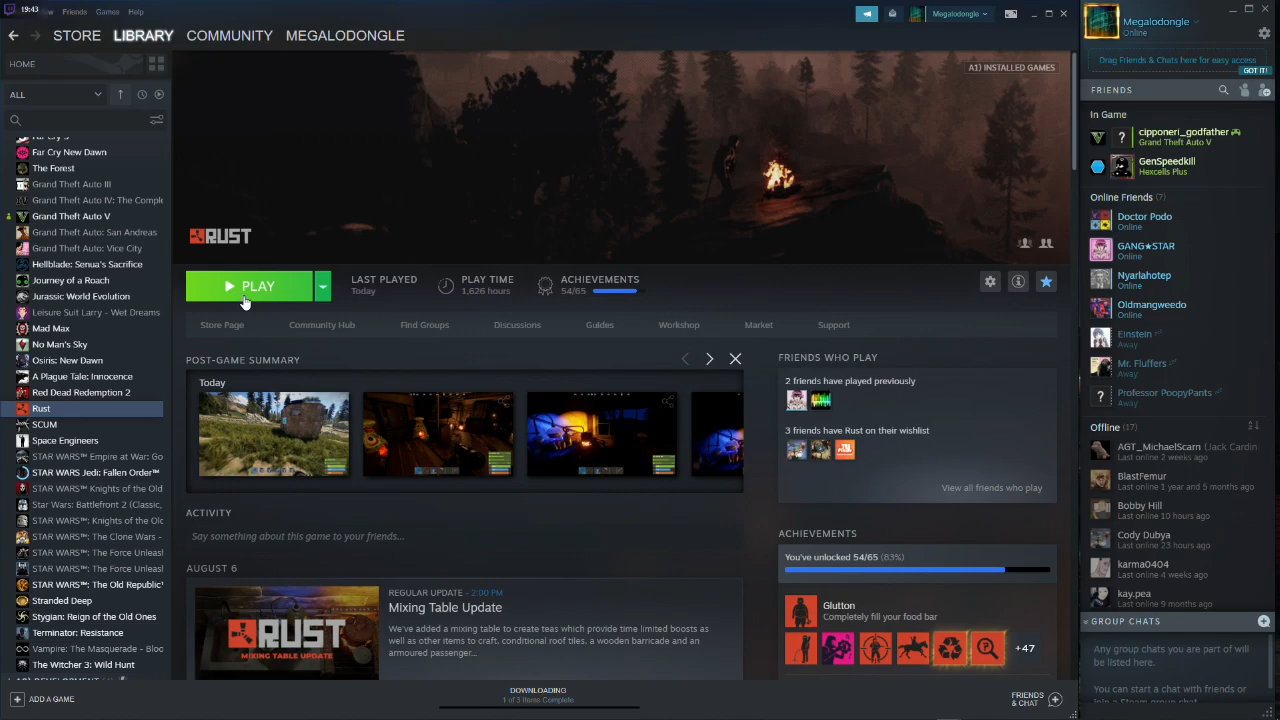 19:43
Friends
Games
Help
Megalodongle
STORE
LIBRARY
COMMUNITY
MEGALODONGLE
HOME
ALL
Far Cry New Dawn
The Forest
Grand Theft Auto III
Grand Theft Auto IV: The Comple
Grand Theft Auto V
Grand Theft Auto: San Andreas
Grand Theft Auto: Vice City
Hellblade: Senua's Sacrifice
Journey of a Roach
Jurassic World Evolution
Leisure Suit Larry - Wet Dreams
Mad Max
No Man's Sky
Osiris: New Dawn
A Plague Tale: Innocence
Red Dead Redemption 2
Rust
SCUM
Space Engineers
STAR WARS™ Empire at War: Go
STAR WARS Jedi: Fallen Order™
STAR WARS™ Knights of the Old
Star Wars: Battlefront 2 (Classic,
STAR WARS™: Knights of the Olc
STAR WARS™: The Clone Wars -
STAR WARS™: The Force Unleas
STAR WARS™: The Force Unleasl
STAR WARS™: The Old Republic
Stranded Deep
Stygian: Reign of the Old Ones
Terminator: Resistance
Vampire: The Masquerade - Bloo
The Witcher 3: Wild Hunt
ADD A GAME
A1) INSTALLED GAMES
RUST
PLAY
LAST PLAYED
Today
PLAY TIME
1,626 hours
ACHIEVEMENTS
54/65
Store Page
Community Hub
Find Groups
Discussions
Guides
Workshop
Market
Support
POST-GAME SUMMARY
Today
ACTIVITY
Say something about this game to your friends...
AUGUST 6
RUST
MIXING TABLE UPDATE
REGULAR UPDATE - 2:00 PM
Mixing Table Update
We've added a mixing table to create teas which provide time limited boosts as
well as other items to craft, conditional roof tiles, a wooden barricade and an
armoured passenger...
FRIENDS WHO PLAY
2 friends have played previously
3 friends have Rust on their wishlist
View all friends who play
ACHIEVEMENTS
You've unlocked 54/65 (83%)
Glutton
Completely fill your food bar
+47
DOWNLOADING
1 of 3 Items Complete
FRIENDS
& CHAT
Megalodongle
Online
Drag Friends & Chats here for easy access
GOT IT!
FRIENDS
In Game
cipponeri_godfather
Grand Theft Auto V
GenSpeedkill
Hexcells Plus
Online Friends (7)
Doctor Podo
Online
GANG★STAR
Online
Nyarlahotep
Online
Oldmangweedo
Online
Einstein
Away
Mr. Fluffers
Away
Professor PoopyPants
Away
Offline (17)
AGT_MichaelScarn (Jack Cardin
Last online 2 weeks ago
BlastFemur
Last online 1 year and 5 months ago
Bobby Hill
Last online 10 hours ago
Cody Dubya
Last online 23 hours ago
karma0404
Last online 4 weeks ago
kay.pea
Last online 9 months ago
GROUP CHATS
Any group chats you are part of will
be listed here.
You can start a chat with friends or